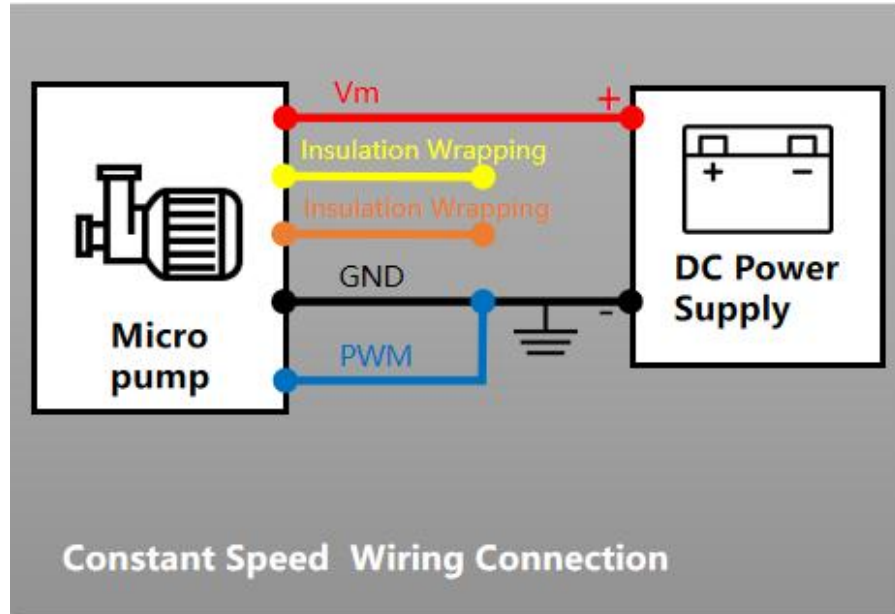 Vm
+
Insulation Wrapping
Insulation Wrapping
GND
-
PWM
Micro
pump
+ -
DC Power
Supply
Constant Speed Wiring Connection